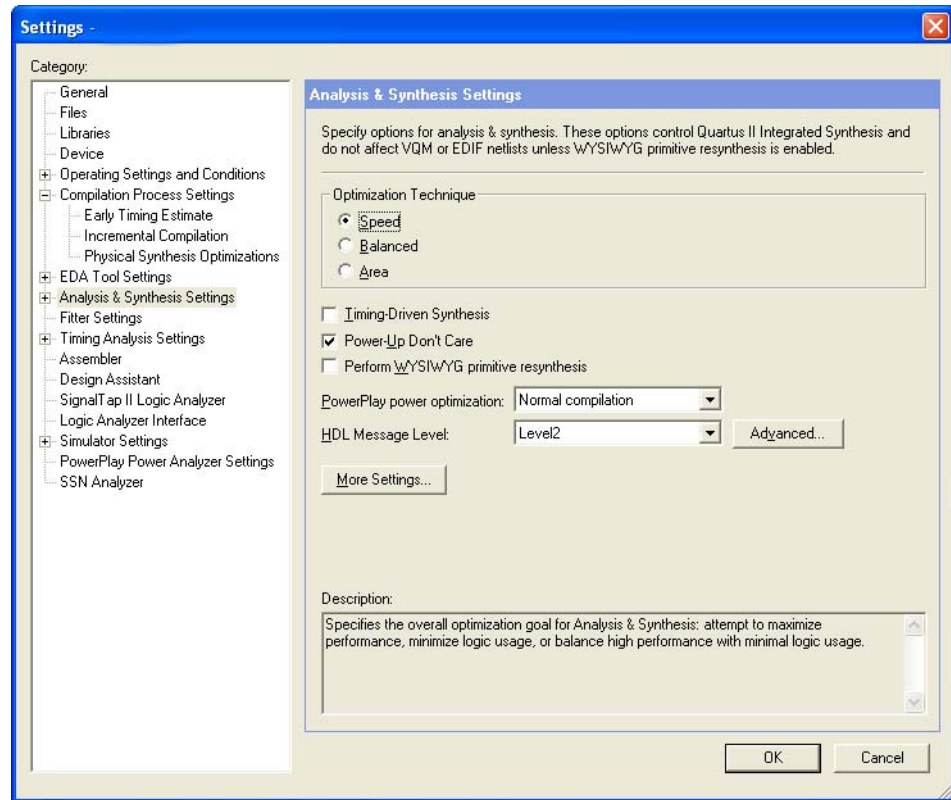 Settings -
Category:
General
Files
Libraries
Device
Operating Settings and Conditions
Compilation Process Settings
Early Timing Estimate
Incremental Compilation
Physical Synthesis Optimizations
EDA Tool Settings
Analysis & Synthesis Settings
Fitter Settings
Timing Analysis Settings
Assembler
Design Assistant
SignalTap II Logic Analyzer
Logic Analyzer Interface
Simulator Settings
PowerPlay Power Analyzer Settings
SSN Analyzer
Analysis & Synthesis Settings
Specify options for analysis & synthesis. These options control Quartus II Integrated Synthesis and
do not affect VQM or EDIF netlists unless WYSIWYG primitive resynthesis is enabled.
Optimization Technique
Speed
Balanced
Area
Timing-Driven Synthesis
Power-Up Don't Care
Perform WYSIWYG primitive resynthesis
PowerPlay power optimization: Normal compilation
HDL Message Level: Level2 Advanced...
More Settings...
Description:
Specifies the overall optimization goal for Analysis & Synthesis: attempt to maximize
performance, minimize logic usage, or balance high performance with minimal logic usage.
OK Cancel